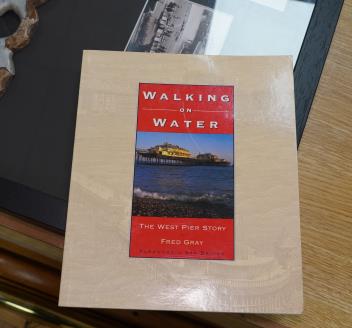 WALKING
ON
WATER
THE WEST PIER STORY
FRED GRAY